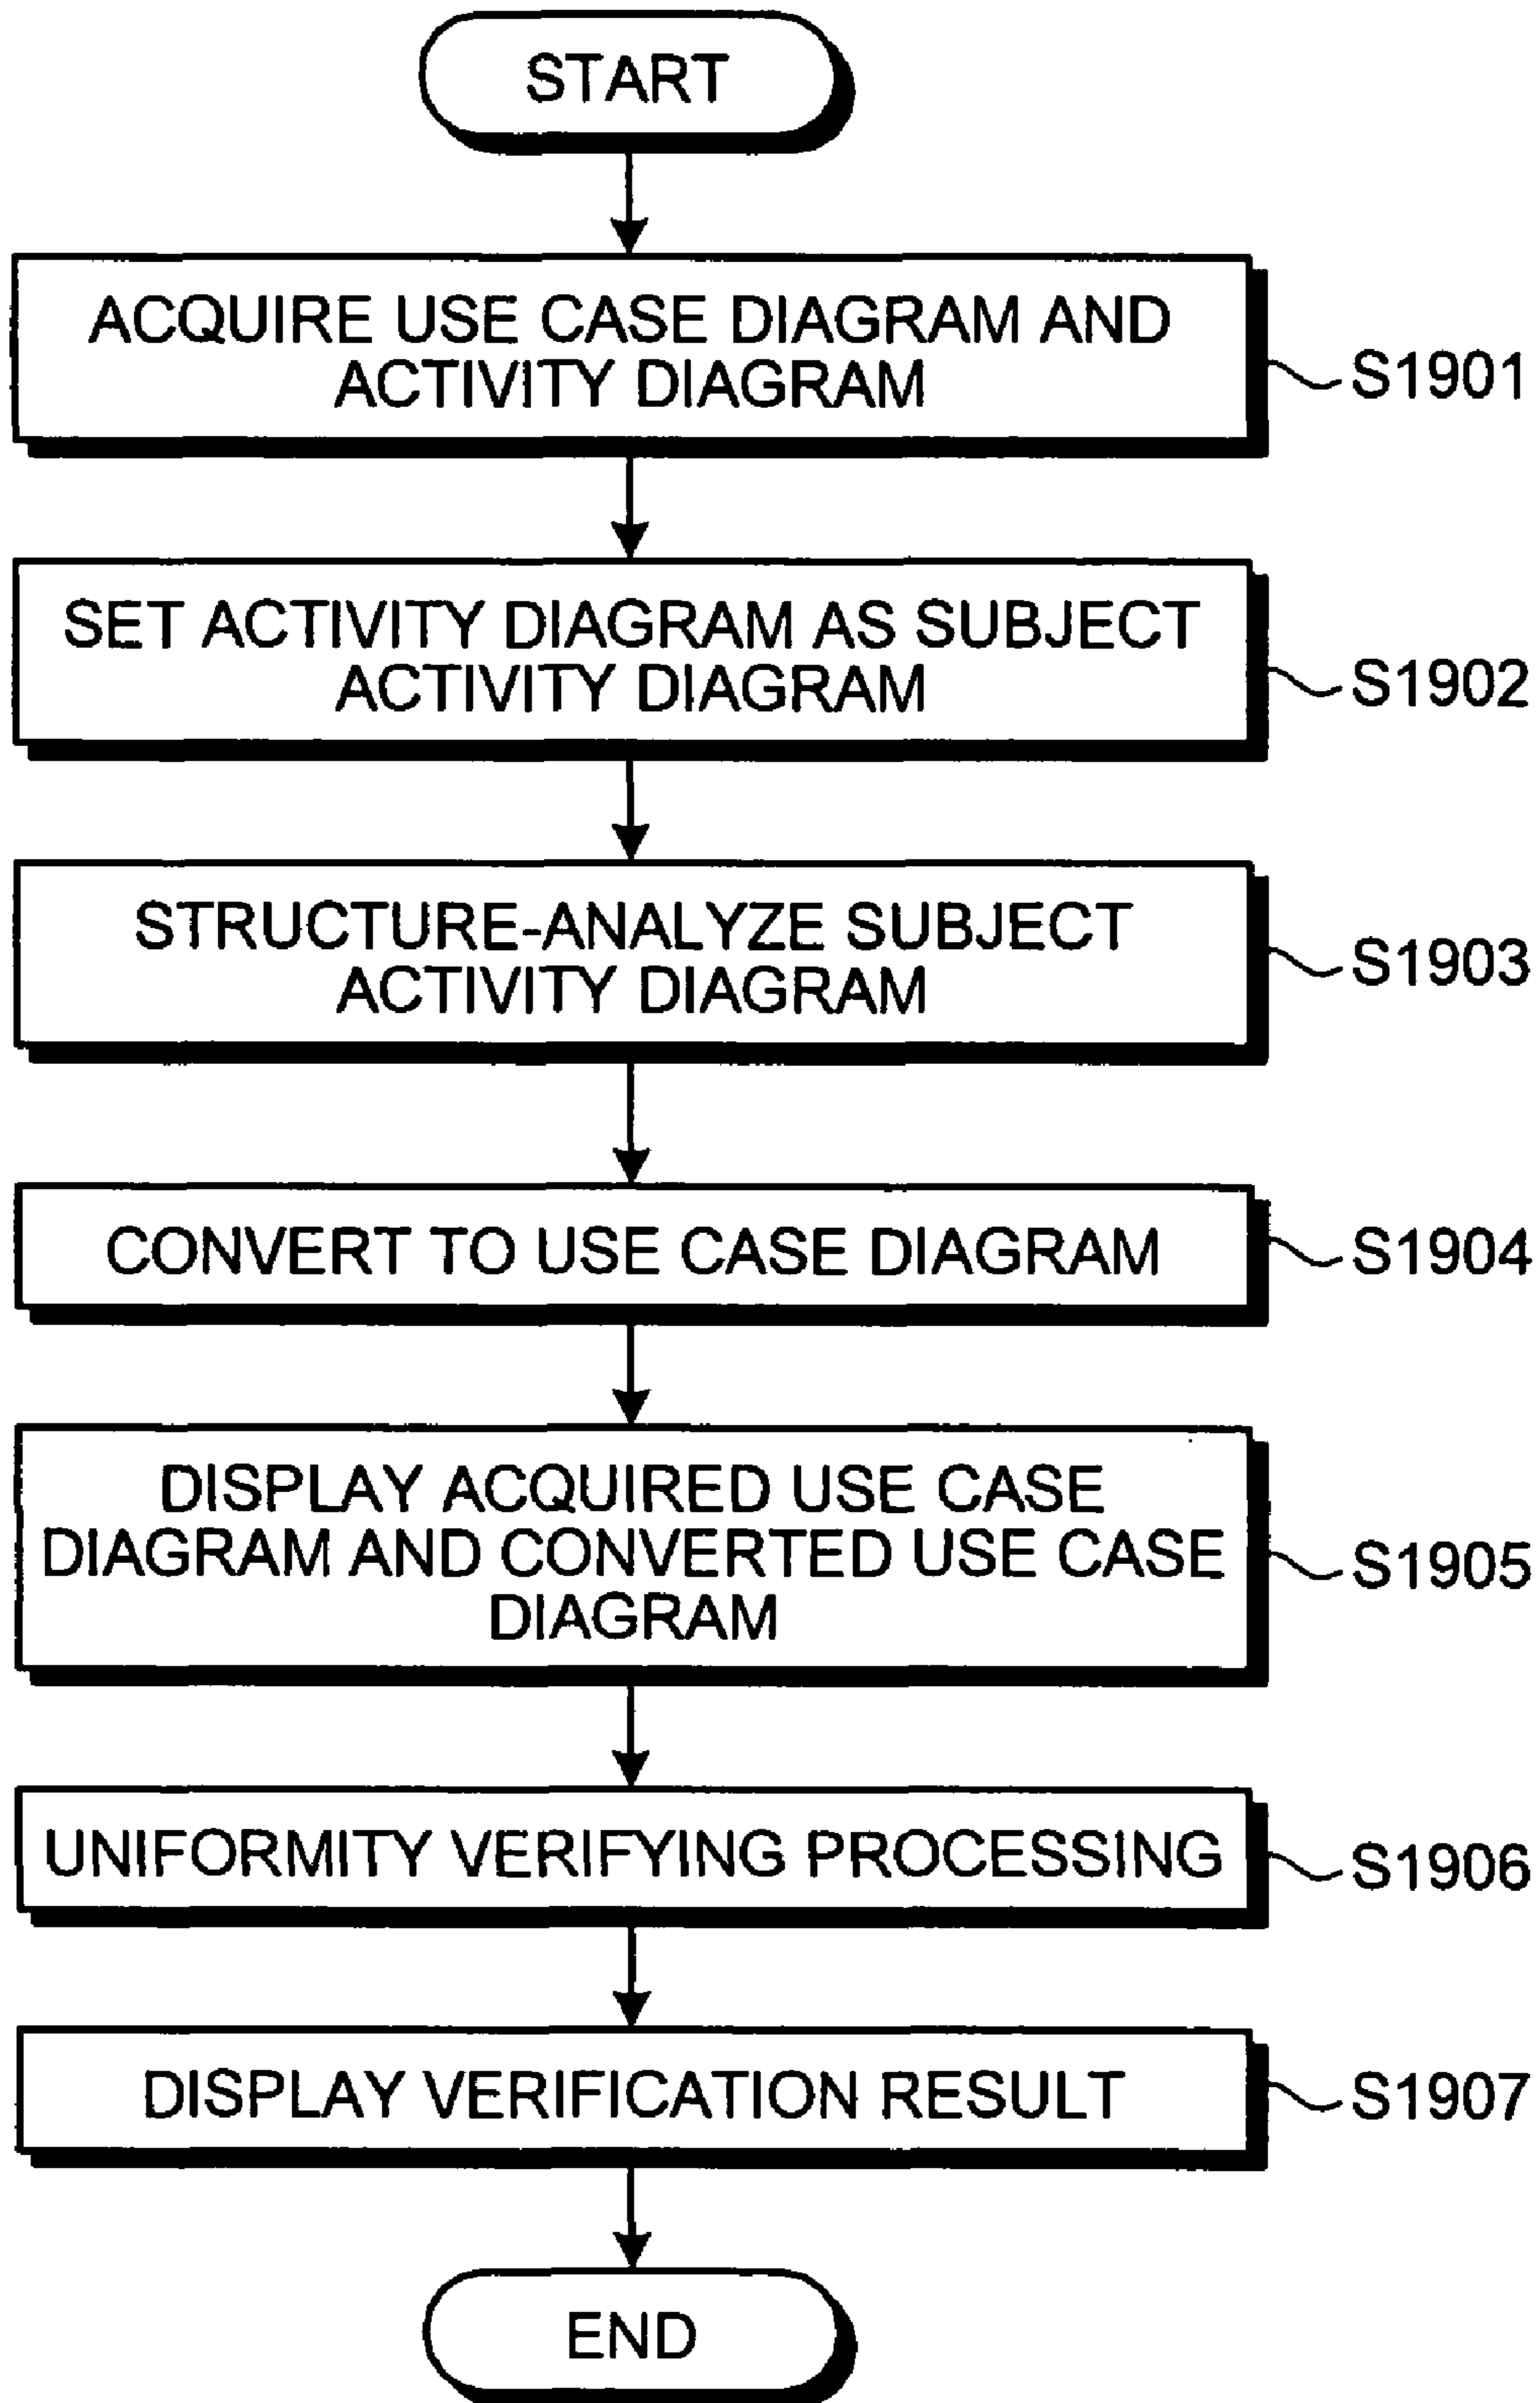 START
ACQUIRE USE CASE DIAGRAM AND
ACTIVITY DIAGRAM
S1901
SET ACTIVITY DIAGRAM AS SUBJECT
ACTIVITY DIAGRAM
S1902
STRUCTURE-ANALYZE SUBJECT
ACTIVITY DIAGRAM
S1903
CONVERT TO USE CASE DIAGRAM
S1904
DISPLAY ACQUIRED USE CASE
DIAGRAM AND CONVERTED USE CASE
DIAGRAM
S1905
UNIFORMITY VERIFYING PROCESSING
S1906
DISPLAY VERIFICATION RESULT
S1907
END